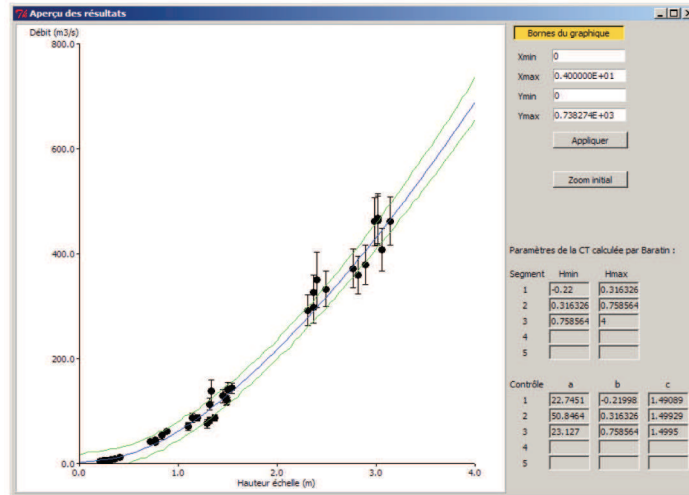 Aperçu des résultats
Débit (m3/s)
800.0
600.0
400.0
200.0
0.0
0.0 1.0 2.0 3.0 4.0
Hauteur échelle (m)
Bornes du graphique
Xmin 0
Xmax 0.400000E+01
Ymin 0
Ymax 0.738274E+03
Appliquer
Zoom initial
Paramètres de la CT calculée par Baratin :
Segment Hmin Hmax
1 -0.22 0.316326
2 0.316326 0.758564
3 0.758564 4
4
5
Contrôle a b c
1 22.7451 -0.21998 1.49089
2 50.8464 0.316326 1.49929
3 23.127 0.758564 1.4995
4
5